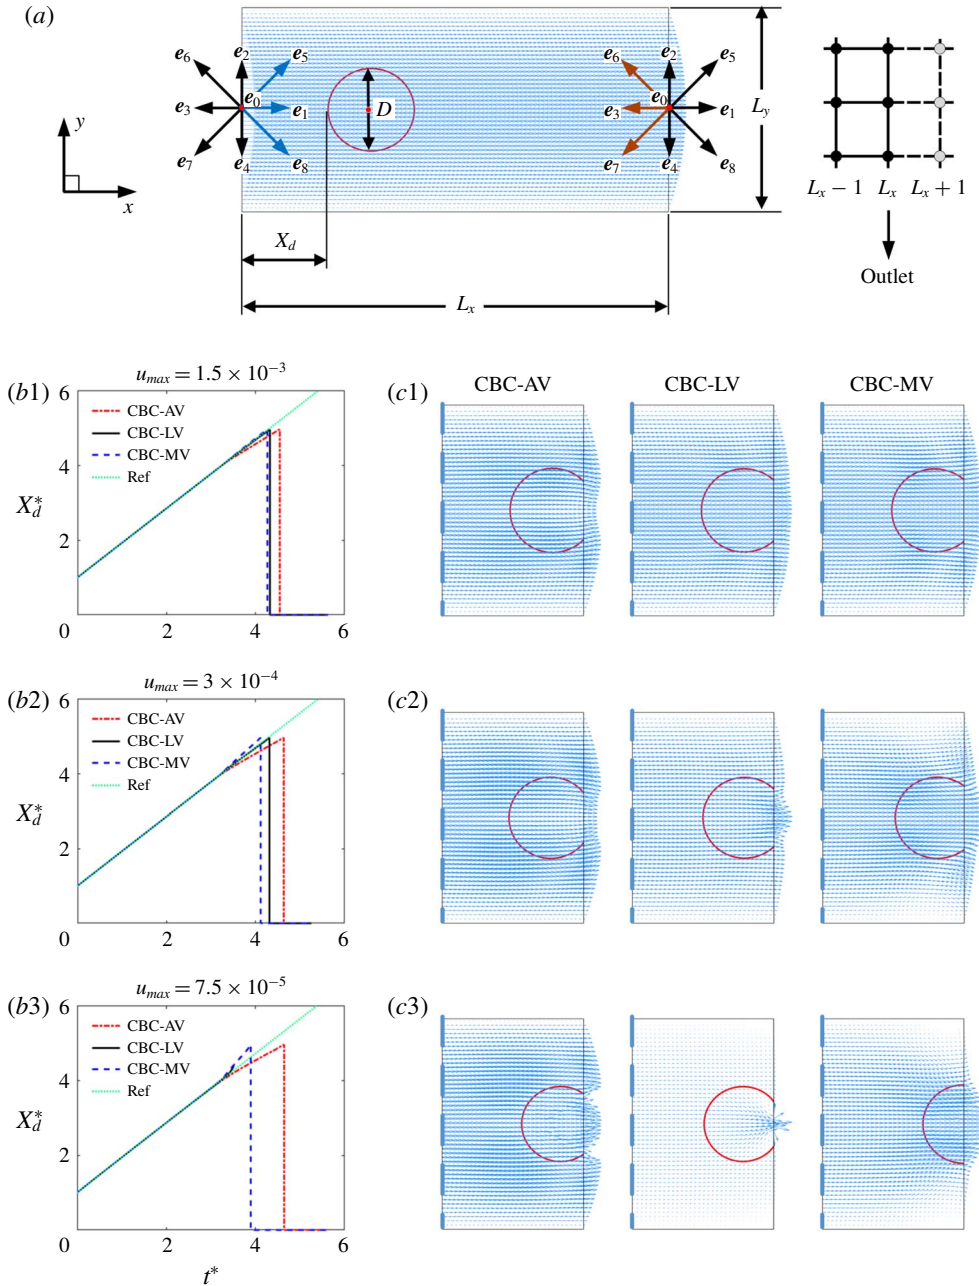 (a)
e6 e2 e5
e3 e0 e1
e7 e4 e8
D
e6 e2 e5
e3 e0 e1
e7 e4 e8
Ly
y
x
Xd
Lx
Lx − 1 Lx Lx + 1
Outlet
(b1) umax = 1.5 × 10−3
6
4
2
0 2 4 6
X*d
CBC-AV
CBC-LV
CBC-MV
Ref
(c1) CBC-AV CBC-LV CBC-MV
(b2) umax = 3 × 10−4
6
4
2
0 2 4 6
X*d
CBC-AV
CBC-LV
CBC-MV
Ref
(c2)
(b3) umax = 7.5 × 10−5
6
4
2
0 2 4 6
X*d
CBC-AV
CBC-LV
CBC-MV
Ref
t*
(c3)